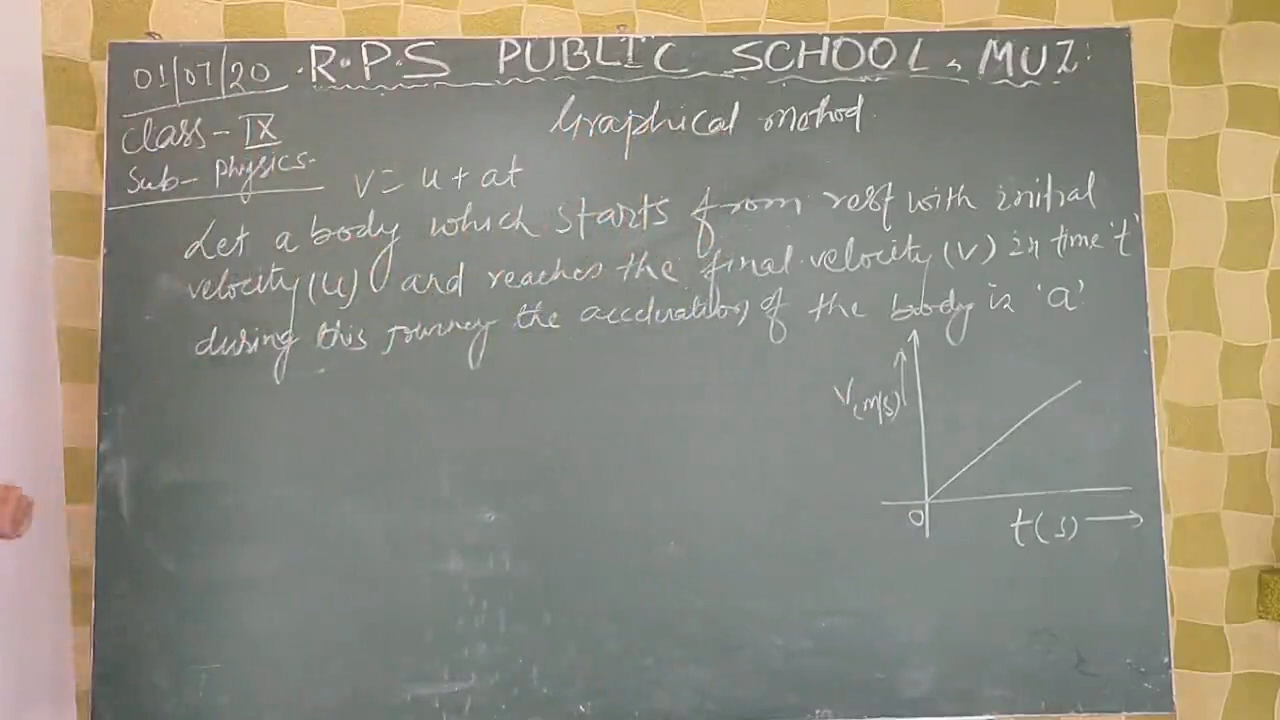 01/07/20 R.P.S PUBLIC SCHOOL, MUZ:
Graphical method
Class - IX
Sub- Physics-
v = u + at
Let a body which starts from rest with initial
velocity (u) and reaches the final velocity (v) in time 't'
during this journey the acceleration of the body is 'a'
V(m/s)
O
t(s)